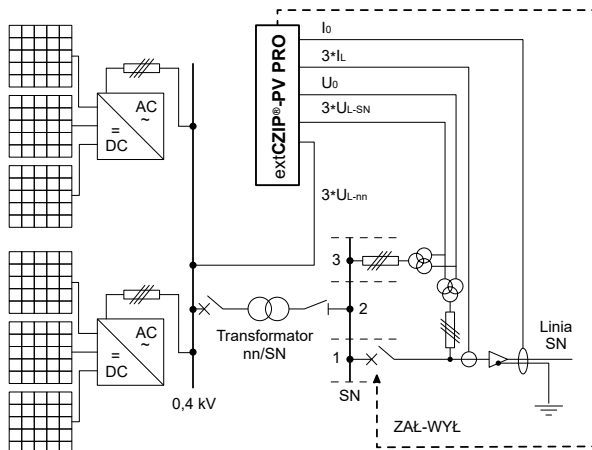 I0
3*IL
U0
3*UL-SN
extCZIP®-PV PRO
AC
~
=
DC
3*UL-nn
3
AC
~
=
DC
2
Transformator
nn/SN
Linia
SN
1
0,4 kV
SN
ZAŁ-WYŁ